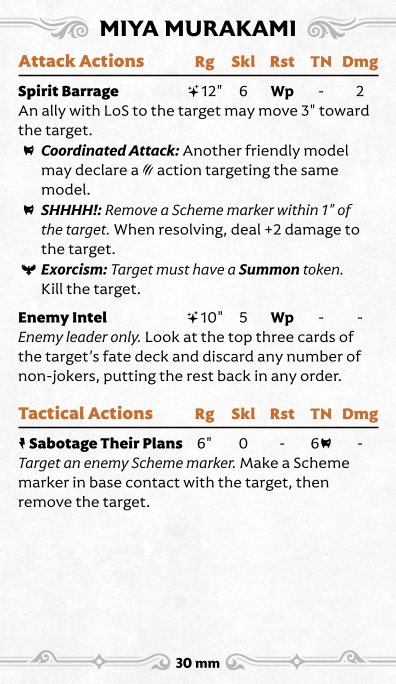 MIYA MURAKAMI
Attack Actions Rg Skl Rst TN Dmg
Spirit Barrage 12" 6 Wp - 2
An ally with LoS to the target may move 3" toward
the target.
Coordinated Attack: Another friendly model
may declare a action targeting the same
model.
SHHHH!: Remove a Scheme marker within 1" of
the target. When resolving, deal +2 damage to
the target.
Exorcism: Target must have a Summon token.
Kill the target.
Enemy Intel 10" 5 Wp - -
Enemy leader only. Look at the top three cards of
the target's fate deck and discard any number of
non-jokers, putting the rest back in any order.
Tactical Actions Rg Skl Rst TN Dmg
Sabotage Their Plans 6" 0 - 6 -
Target an enemy Scheme marker. Make a Scheme
marker in base contact with the target, then
remove the target.
30 mm